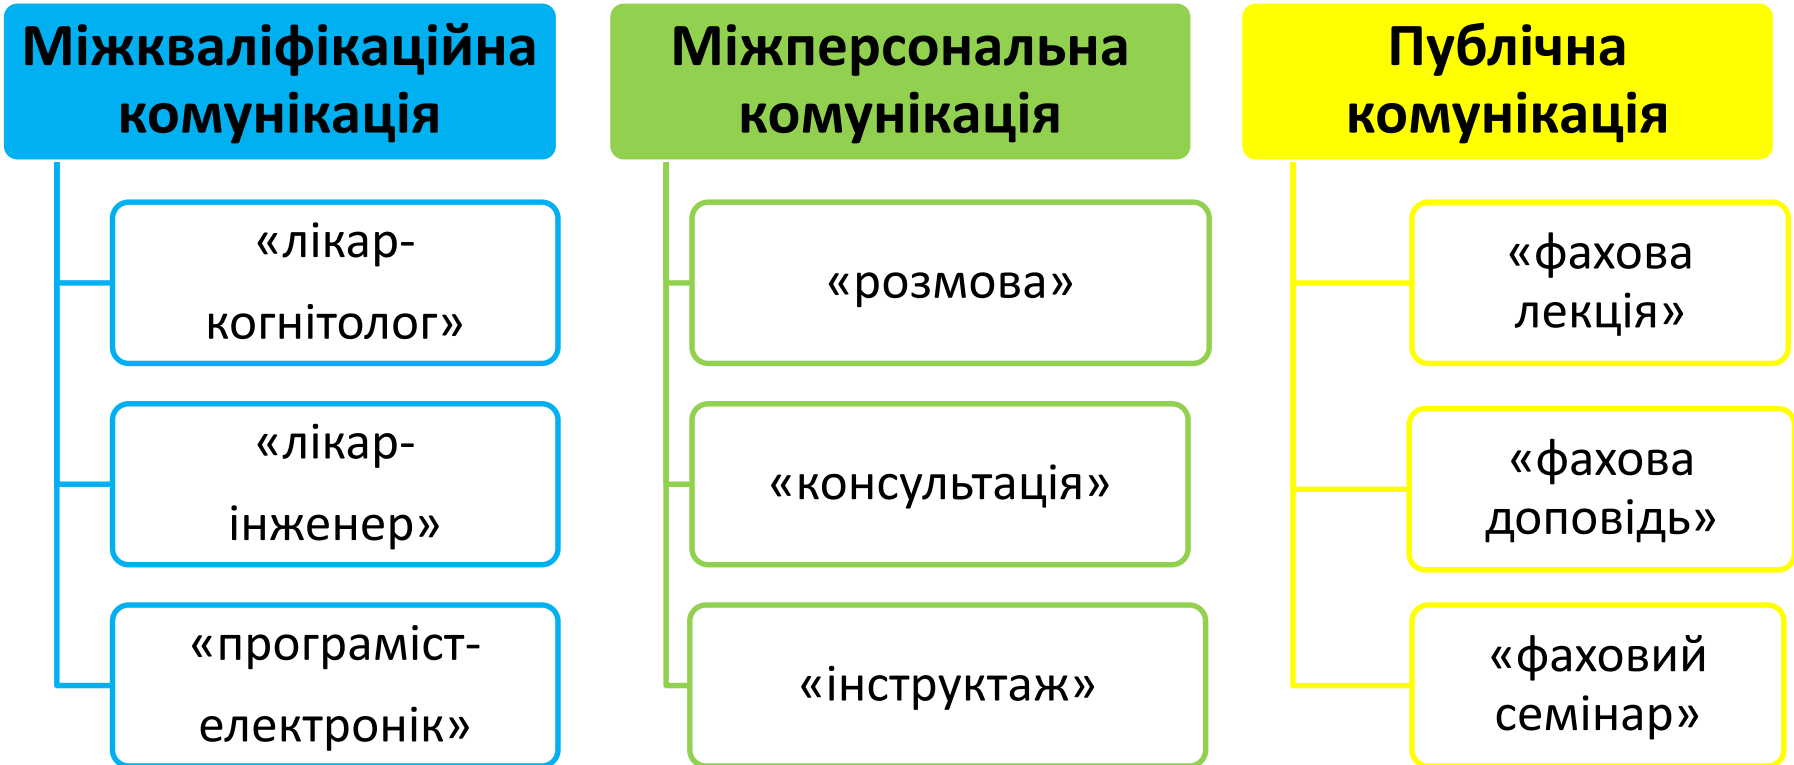 Міжкваліфікаційна
комунікація
«лікар-
когнітолог»
«лікар-
інженер»
«програміст-
електронік»
Міжперсональна
комунікація
«розмова»
«консультація»
«інструктаж»
Публічна
комунікація
«фахова
лекція»
«фахова
доповідь»
«фаховий
семінар»